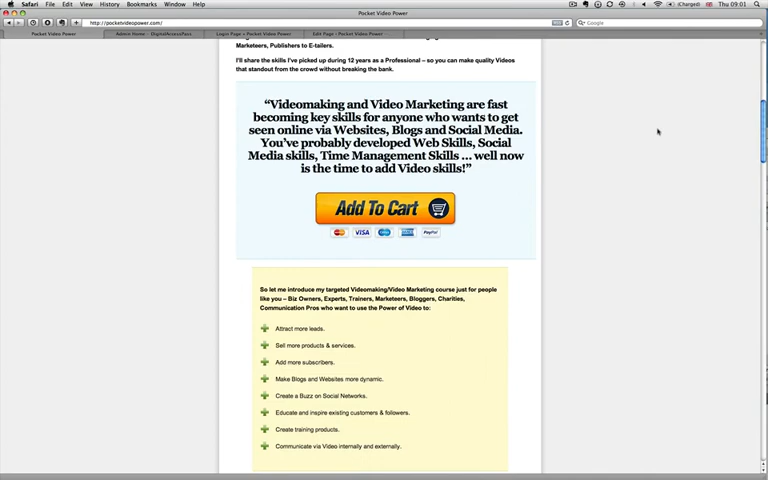 Safari File Edit View History Bookmarks Window Help (Charged) Thu 09:01
Pocket Video Power
http://pocketvideopower.com/ Google
Pocket Video Power Admin Home - DigitalAccessPass Login Page « Pocket Video Power Edit Page ‹ Pocket Video Power — ...
Marketeers, Publishers to E-tailers.
I'll share the skills I've picked up during 12 years as a Professional – so you can make quality Videos
that standout from the crowd without breaking the bank.
“Videomaking and Video Marketing are fast
becoming key skills for anyone who wants to get
seen online via Websites, Blogs and Social Media.
You’ve probably developed Web Skills, Social
Media skills, Time Management Skills ... well now
is the time to add Video skills!”
Add To Cart
VISA PayPal
So let me introduce my targeted Videomaking/Video Marketing course just for people
like you – Biz Owners, Experts, Trainers, Marketeers, Bloggers, Charities,
Communication Pros who want to use the Power of Video to:
Attract more leads.
Sell more products & services.
Add more subscribers.
Make Blogs and Websites more dynamic.
Create a Buzz on Social Networks.
Educate and inspire existing customers & followers.
Create training products.
Communicate via Video internally and externally.